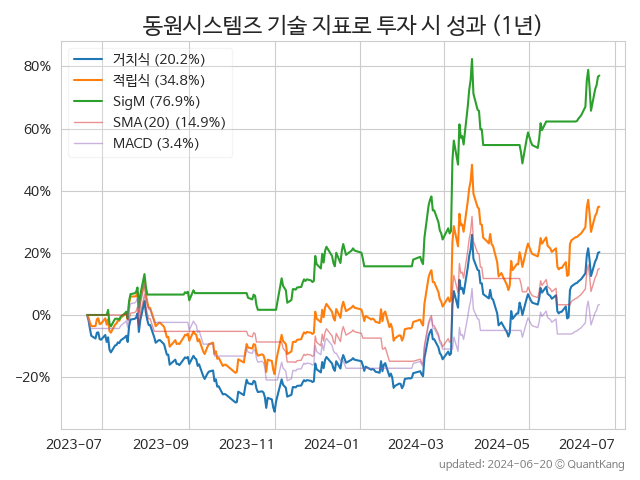 동원시스템즈 기술 지표로 투자 시 성과 (1년)
거치식 (20.2%)
적립식 (34.8%)
SigM (76.9%)
SMA(20) (14.9%)
MACD (3.4%)
80%
60%
40%
20%
0%
−20%
2023-07
2023-09
2023-11
2024-01
2024-03
2024-05
2024-07
updated: 2024-06-20 © QuantKang